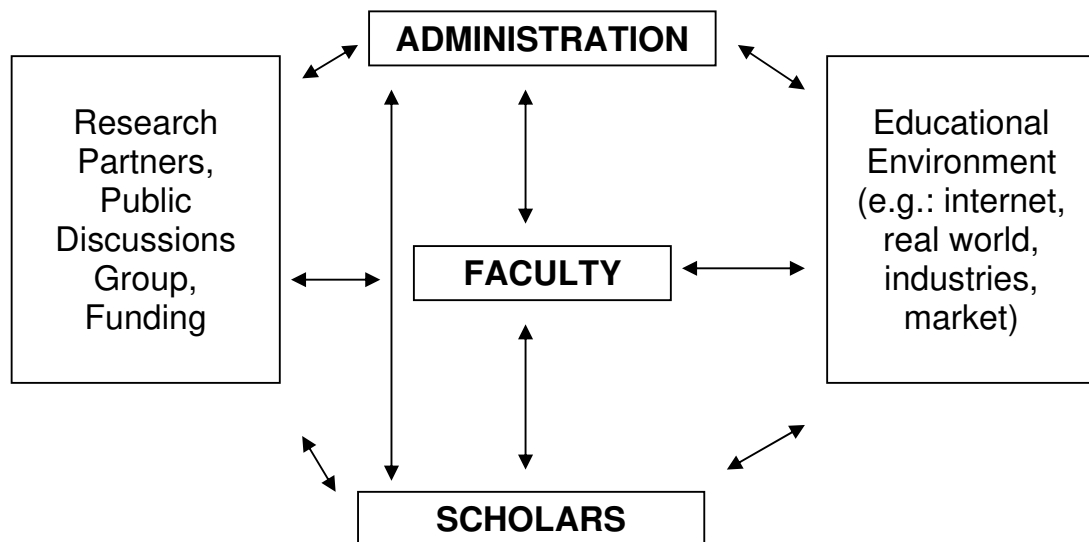 ADMINISTRATION
Research
Partners,
Public
Discussions
Group,
Funding
Educational
Environment
(e.g.: internet,
real world,
industries,
market)
FACULTY
SCHOLARS